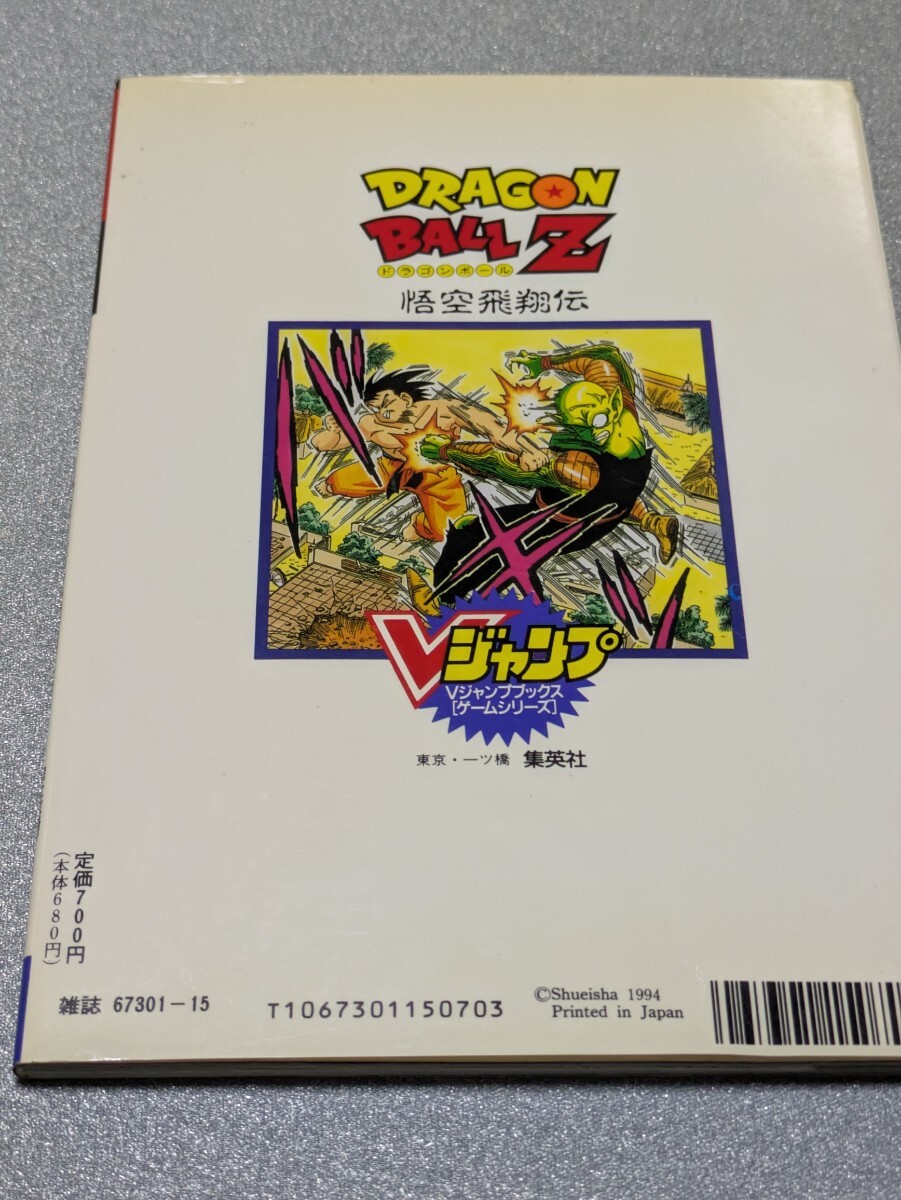 DRAGON
BALL Z
ドラゴンボール
悟空飛翔伝
Vジャンプ
Vジャンプブックス
[ゲームシリーズ]
東京・一ツ橋 集英社
定価700円
(本体680円)
雑誌 67301-15
T1067301150703
©Shueisha 1994
Printed in Japan